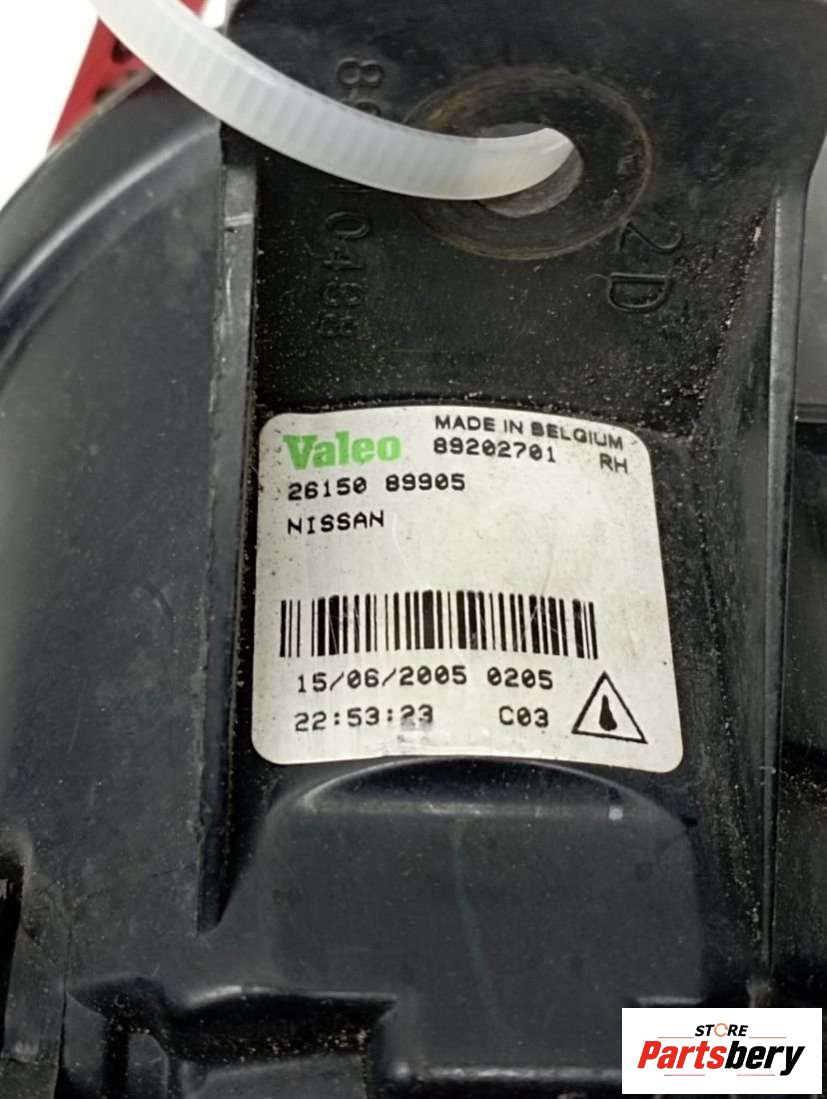 2D
Valeo MADE IN BELGIUM
89202701 RH
26150 89905
NISSAN
15/06/2005 0205
22:53:23 C03
STORE
Partsbery